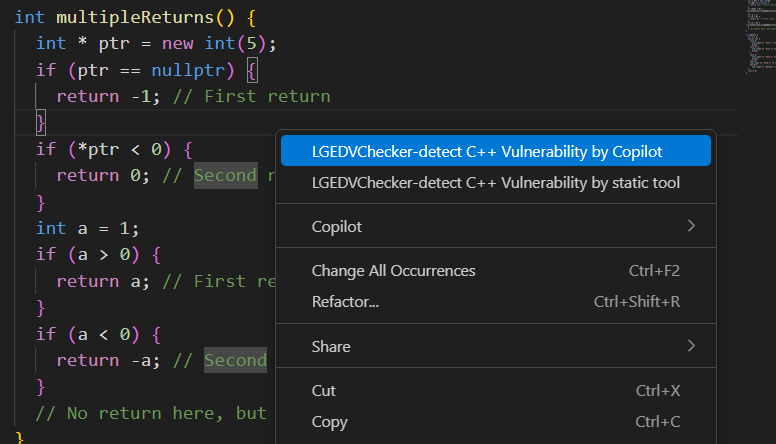 int multipleReturns() {
int * ptr = new int(5);
if (ptr == nullptr) {
return -1; // First return
}
if (*ptr < 0) {
return 0; // Second
}
int a = 1;
if (a > 0) {
return a; // First
}
if (a < 0) {
return -a; // Second
}
// No return here, but
}
LGEDVChecker-detect C++ Vulnerability by Copilot
LGEDVChecker-detect C++ Vulnerability by static tool
Copilot
Change All Occurrences Ctrl+F2
Refactor... Ctrl+Shift+R
Share
Cut Ctrl+X
Copy Ctrl+C